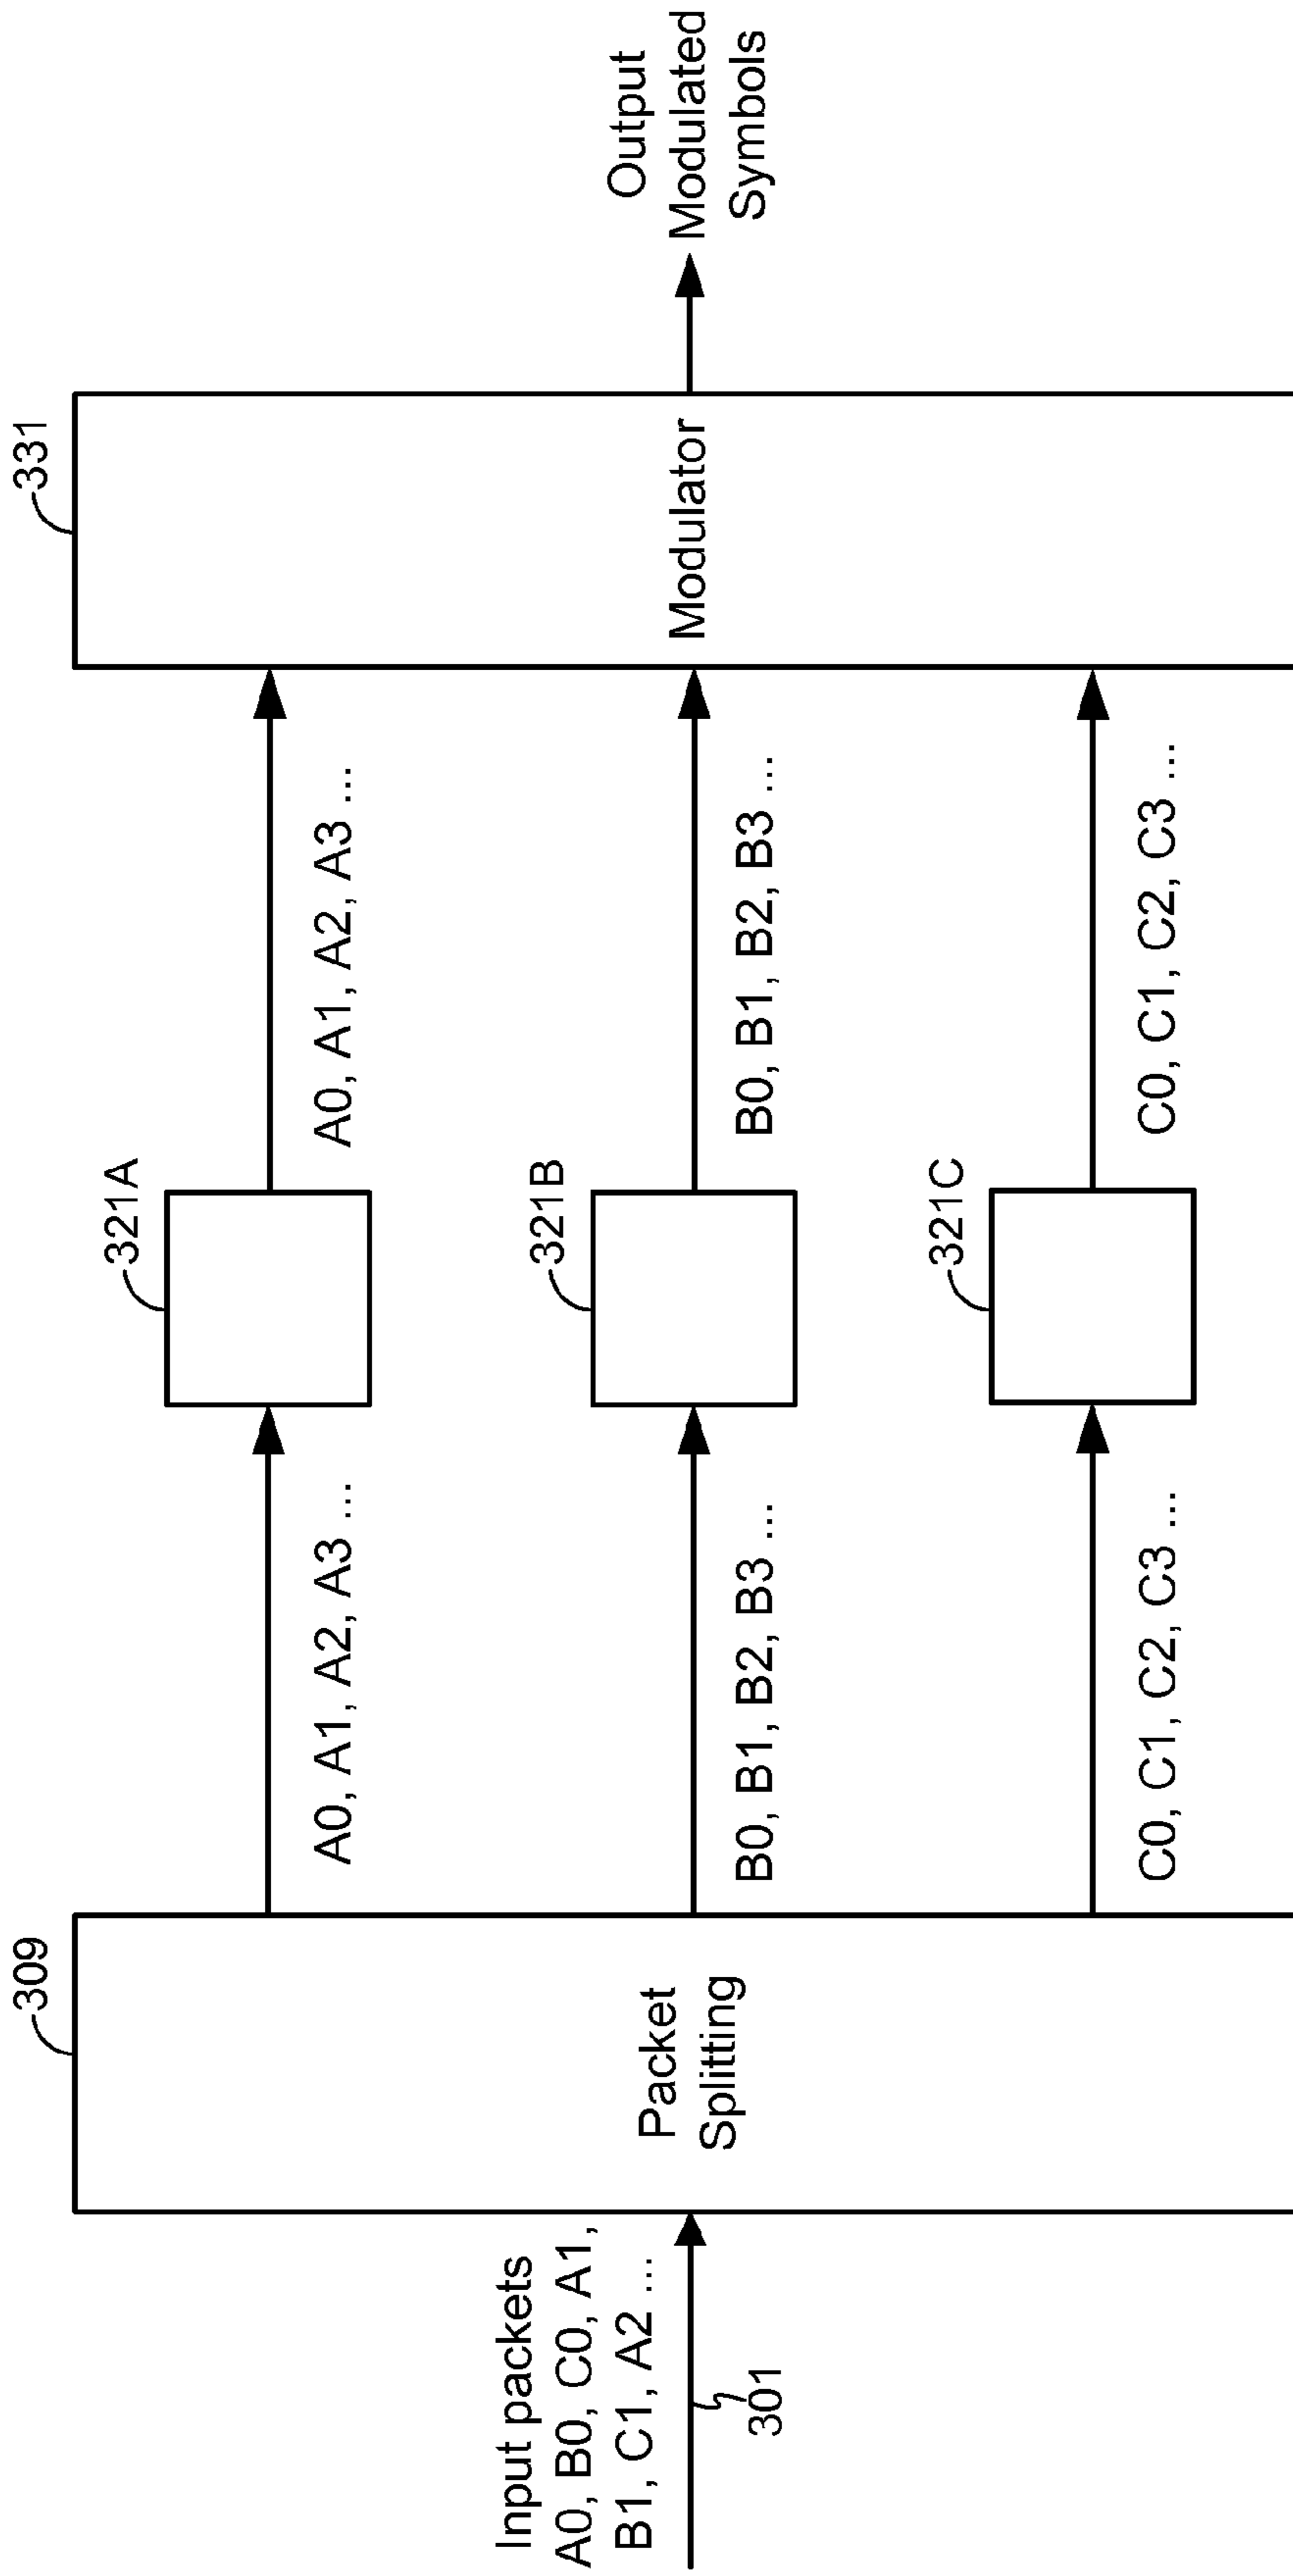 Input packets
A0, B0, C0, A1,
B1, C1, A2 ...
301
309
Packet
Splitting
A0, A1, A2, A3 ...
B0, B1, B2, B3 ...
C0, C1, C2, C3 ...
321A
321B
321C
A0, A1, A2, A3 ...
B0, B1, B2, B3 ...
C0, C1, C2, C3 ...
331
Modulator
Output
Modulated
Symbols